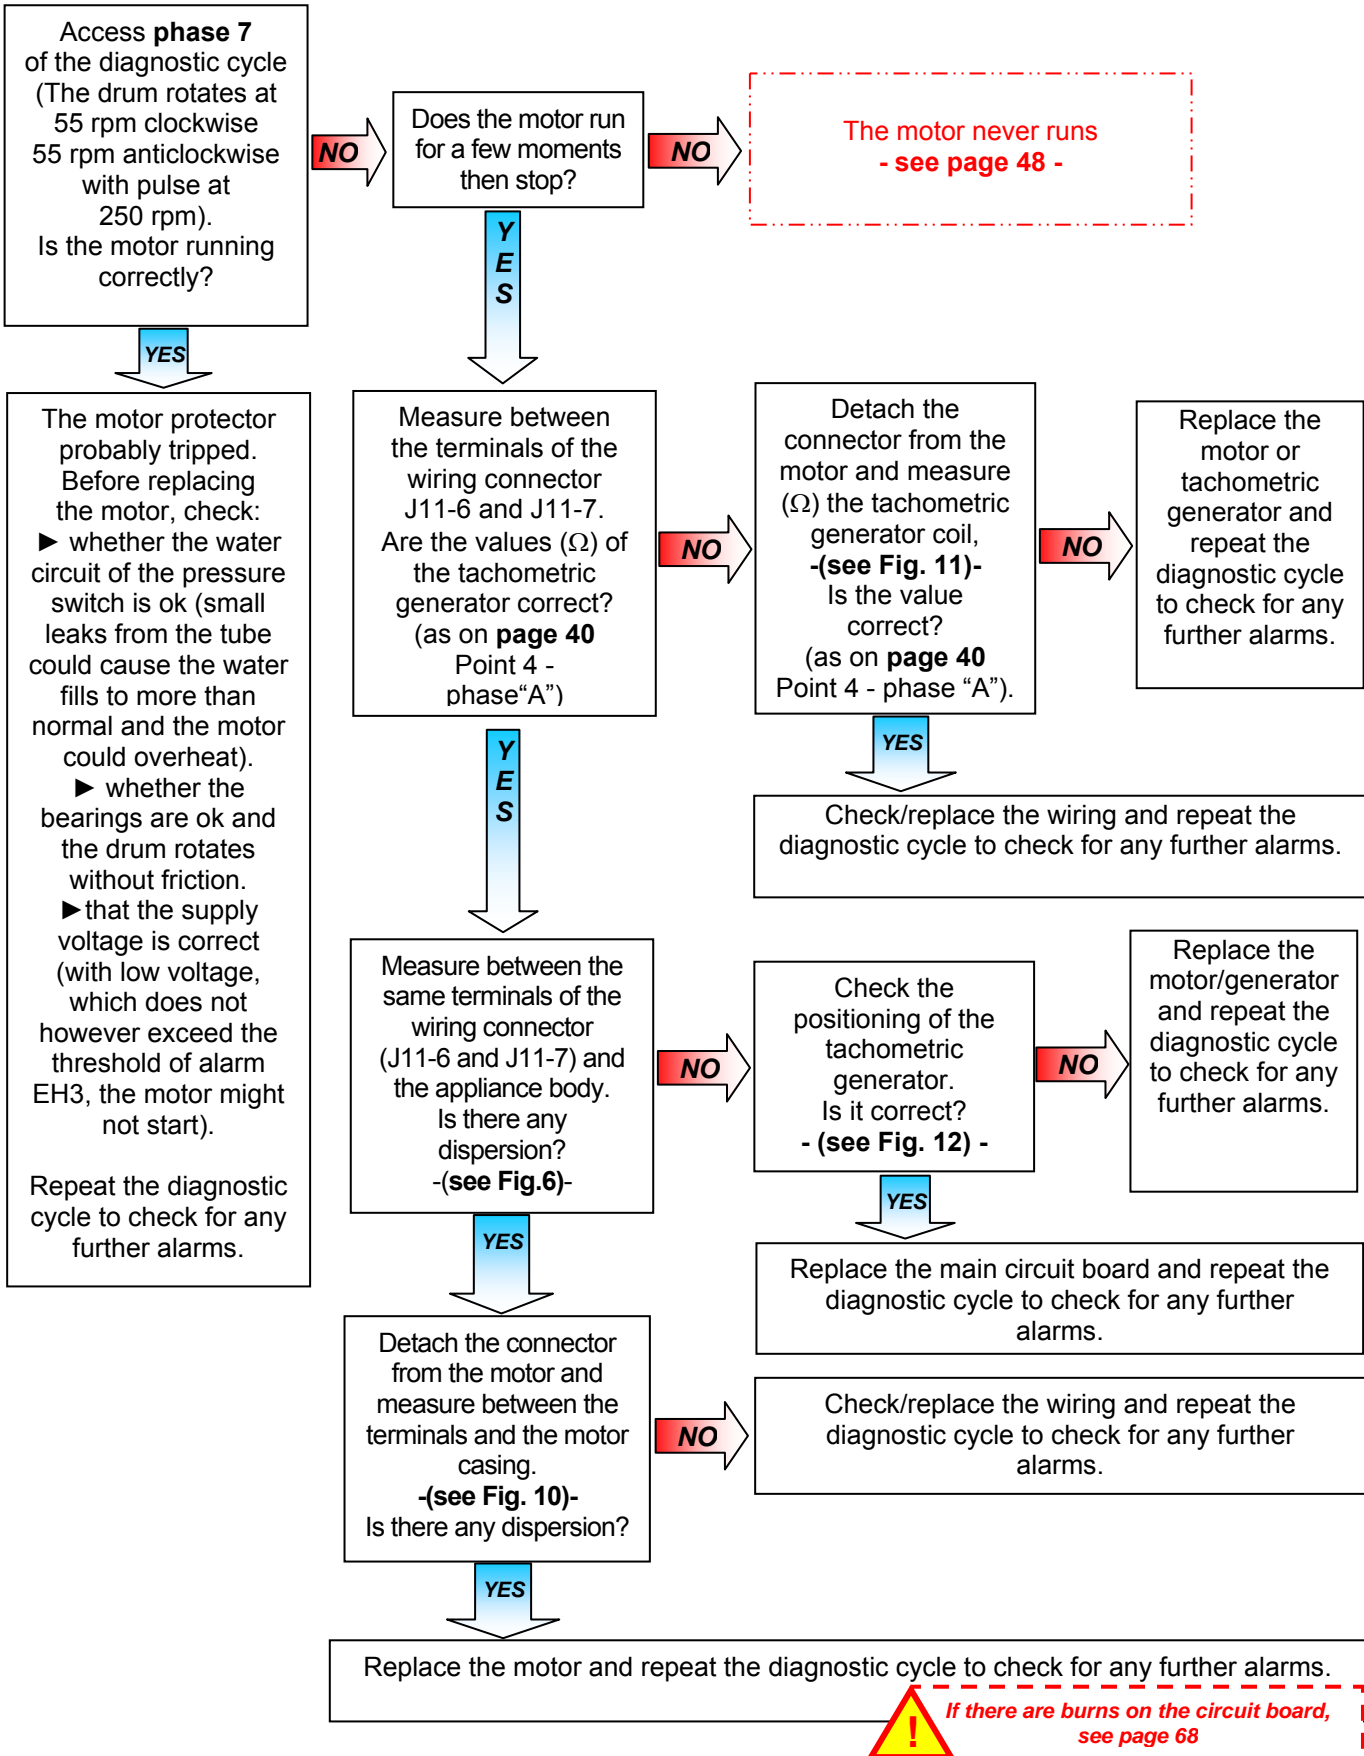 Access phase 7
of the diagnostic cycle
(The drum rotates at
55 rpm clockwise
55 rpm anticlockwise
with pulse at
250 rpm).
Is the motor running
correctly?
NO
Does the motor run
for a few moments
then stop?
NO
The motor never runs
- see page 48 -
YES
Y
E
S
The motor protector
probably tripped.
Before replacing
the motor, check:
► whether the water
circuit of the pressure
switch is ok (small
leaks from the tube
could cause the water
fills to more than
normal and the motor
could overheat).
► whether the
bearings are ok and
the drum rotates
without friction.
►that the supply
voltage is correct
(with low voltage,
which does not
however exceed the
threshold of alarm
EH3, the motor might
not start).
Repeat the diagnostic
cycle to check for any
further alarms.
Measure between
the terminals of the
wiring connector
J11-6 and J11-7.
Are the values (Ω) of
the tachometric
generator correct?
(as on page 40
Point 4 -
phase“A”)
NO
Detach the
connector from the
motor and measure
(Ω) the tachometric
generator coil,
-(see Fig. 11)-
Is the value
correct?
(as on page 40
Point 4 - phase “A”).
NO
Replace the
motor or
tachometric
generator and
repeat the
diagnostic cycle
to check for any
further alarms.
YES
Check/replace the wiring and repeat the
diagnostic cycle to check for any further alarms.
Y
E
S
Measure between the
same terminals of the
wiring connector
(J11-6 and J11-7) and
the appliance body.
Is there any
dispersion?
-(see Fig.6)-
NO
Check the
positioning of the
tachometric
generator.
Is it correct?
- (see Fig. 12) -
NO
Replace the
motor/generator
and repeat the
diagnostic cycle
to check for any
further alarms.
YES
Replace the main circuit board and repeat the
diagnostic cycle to check for any further
alarms.
YES
Detach the connector
from the motor and
measure between the
terminals and the motor
casing.
-(see Fig. 10)-
Is there any dispersion?
NO
Check/replace the wiring and repeat the
diagnostic cycle to check for any further
alarms.
YES
Replace the motor and repeat the diagnostic cycle to check for any further alarms.
!
If there are burns on the circuit board,
see page 68